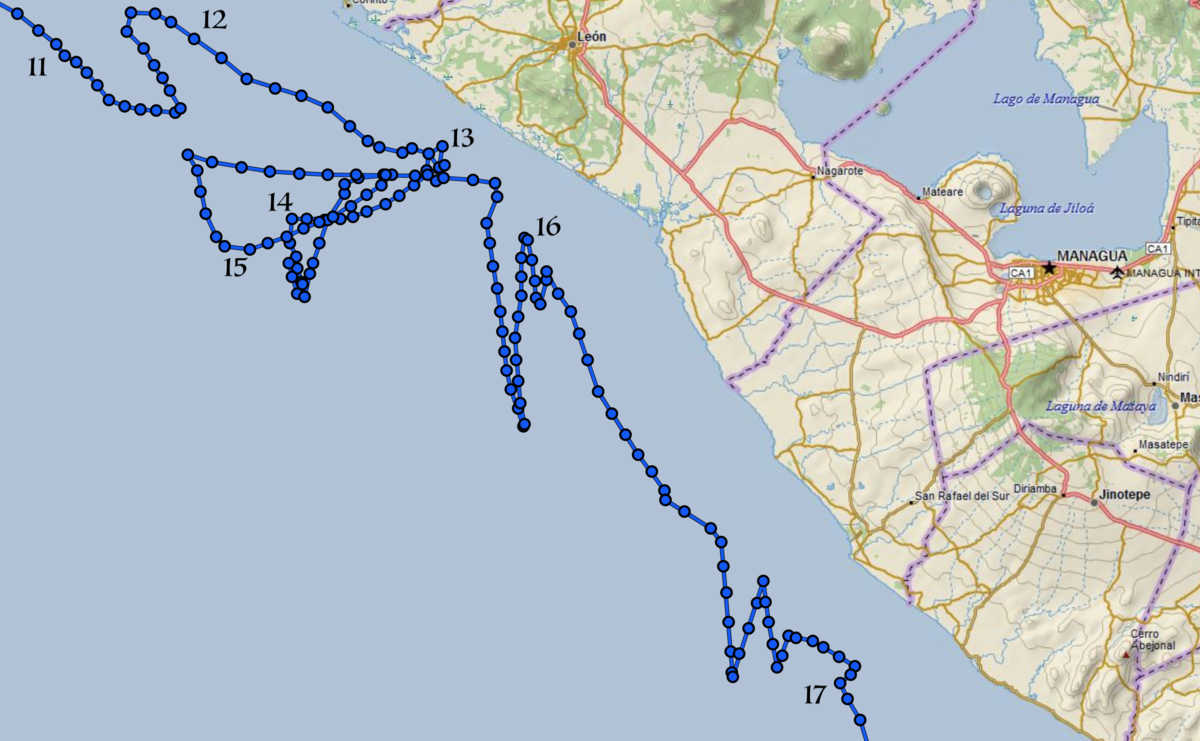 Corinto
12
León
11
Lago de Managua
13
Nagarote
Mateare
14
Laguna de Jiloá
Tipita
16
CA1
MANAGUA
15
CA1
MANAGUA INT
Nindirí
Mas
Laguna de Masaya
Masatepe
San Rafael del Sur
Diriamba
Jinotepe
Cerro
Abejonal
17